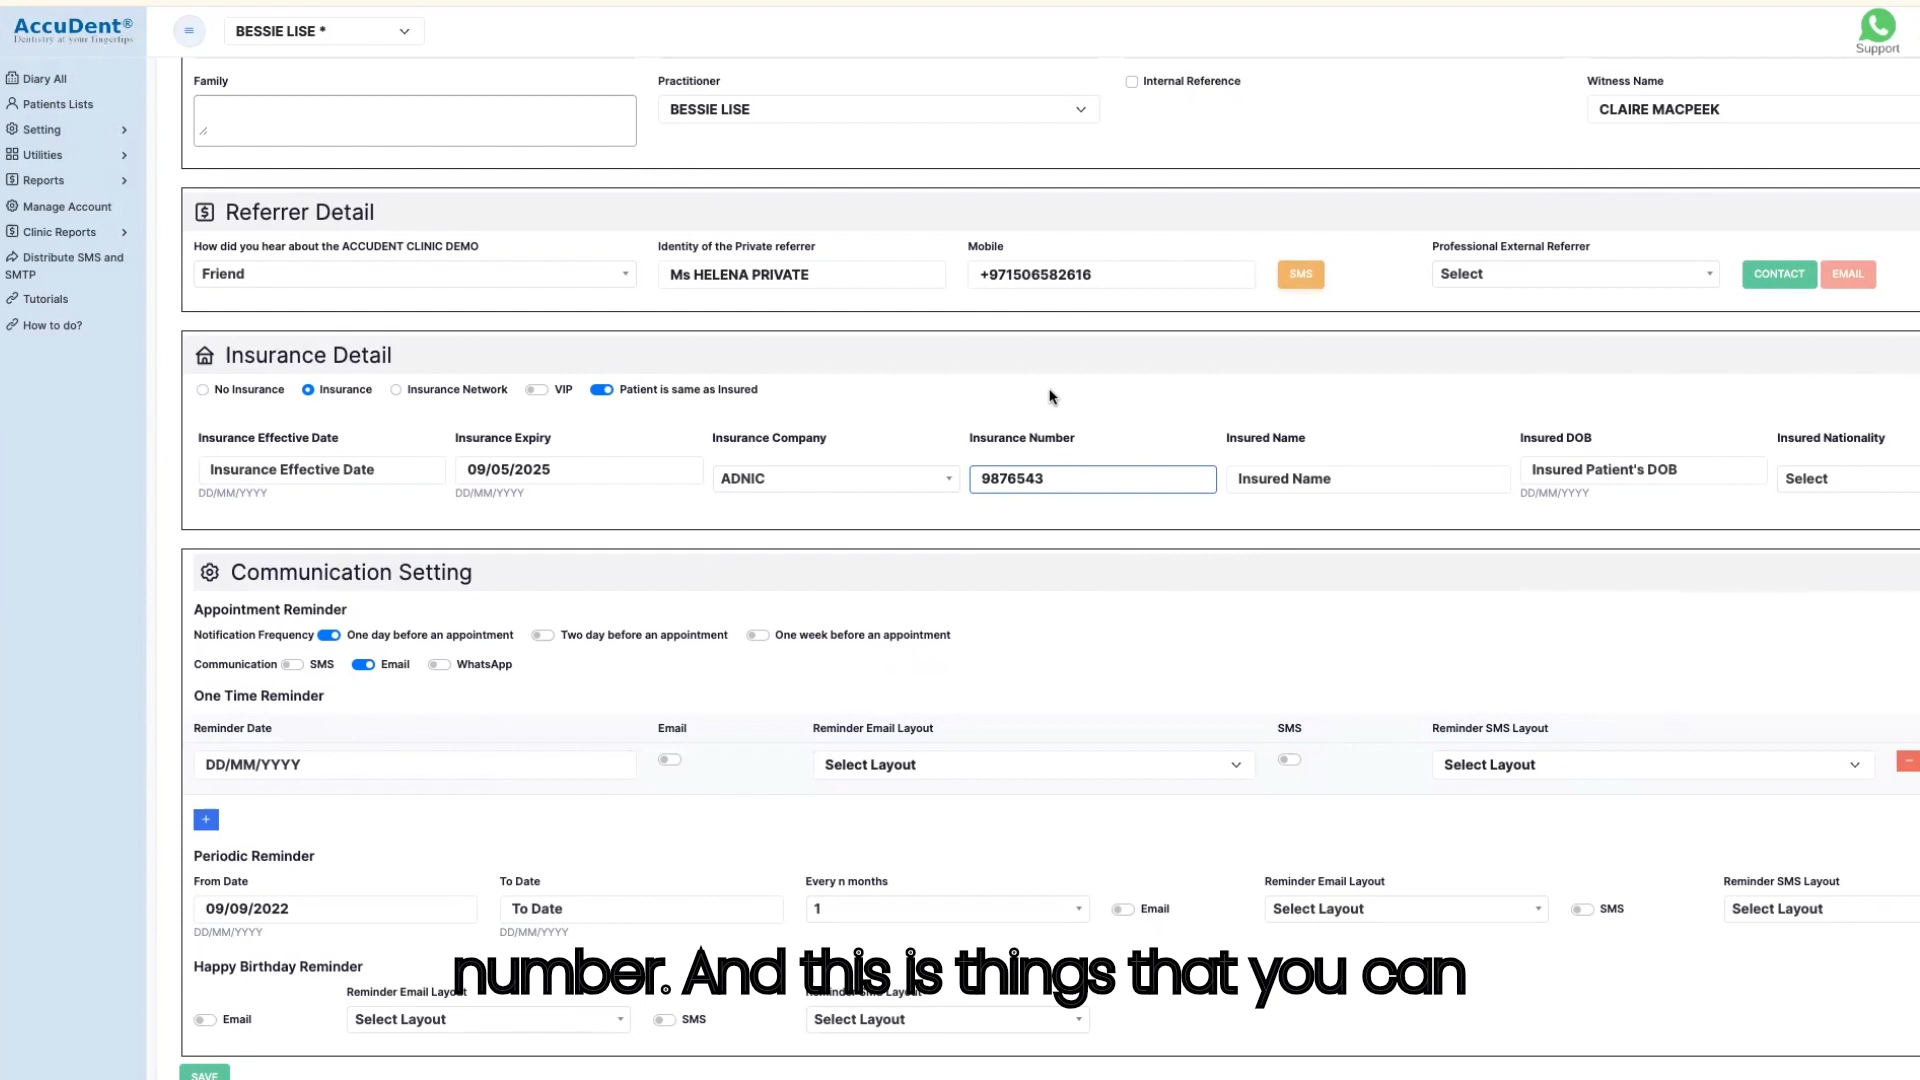 AccuDent®
Dentistry at your fingertips
BESSIE LISE *
Support
Diary All
Patients Lists
Setting
Utilities
Reports
Manage Account
Clinic Reports
Distribute SMS and
SMTP
Tutorials
How to do?
Family
Practitioner
Internal Reference
Witness Name
BESSIE LISE
CLAIRE MACPEEK
Referrer Detail
How did you hear about the ACCUDENT CLINIC DEMO
Identity of the Private referrer
Mobile
Professional External Referrer
Friend
Ms HELENA PRIVATE
+971506582616
SMS
Select
CONTACT
EMAIL
Insurance Detail
No Insurance
Insurance
Insurance Network
VIP
Patient is same as Insured
Insurance Effective Date
Insurance Expiry
Insurance Company
Insurance Number
Insured Name
Insured DOB
Insured Nationality
Insurance Effective Date
09/05/2025
ADNIC
9876543
Insured Name
Insured Patient's DOB
Select
DD/MM/YYYY
DD/MM/YYYY
DD/MM/YYYY
Communication Setting
Appointment Reminder
Notification Frequency
One day before an appointment
Two day before an appointment
One week before an appointment
Communication
SMS
Email
WhatsApp
One Time Reminder
Reminder Date
Email
Reminder Email Layout
SMS
Reminder SMS Layout
DD/MM/YYYY
Select Layout
Select Layout
+
Periodic Reminder
From Date
To Date
Every n months
Reminder Email Layout
Reminder SMS Layout
09/09/2022
To Date
1
Email
Select Layout
SMS
Select Layout
DD/MM/YYYY
DD/MM/YYYY
number. And this is things that you can
Happy Birthday Reminder
Reminder Email Layout
Reminder SMS Layout
Email
Select Layout
SMS
Select Layout
SAVE